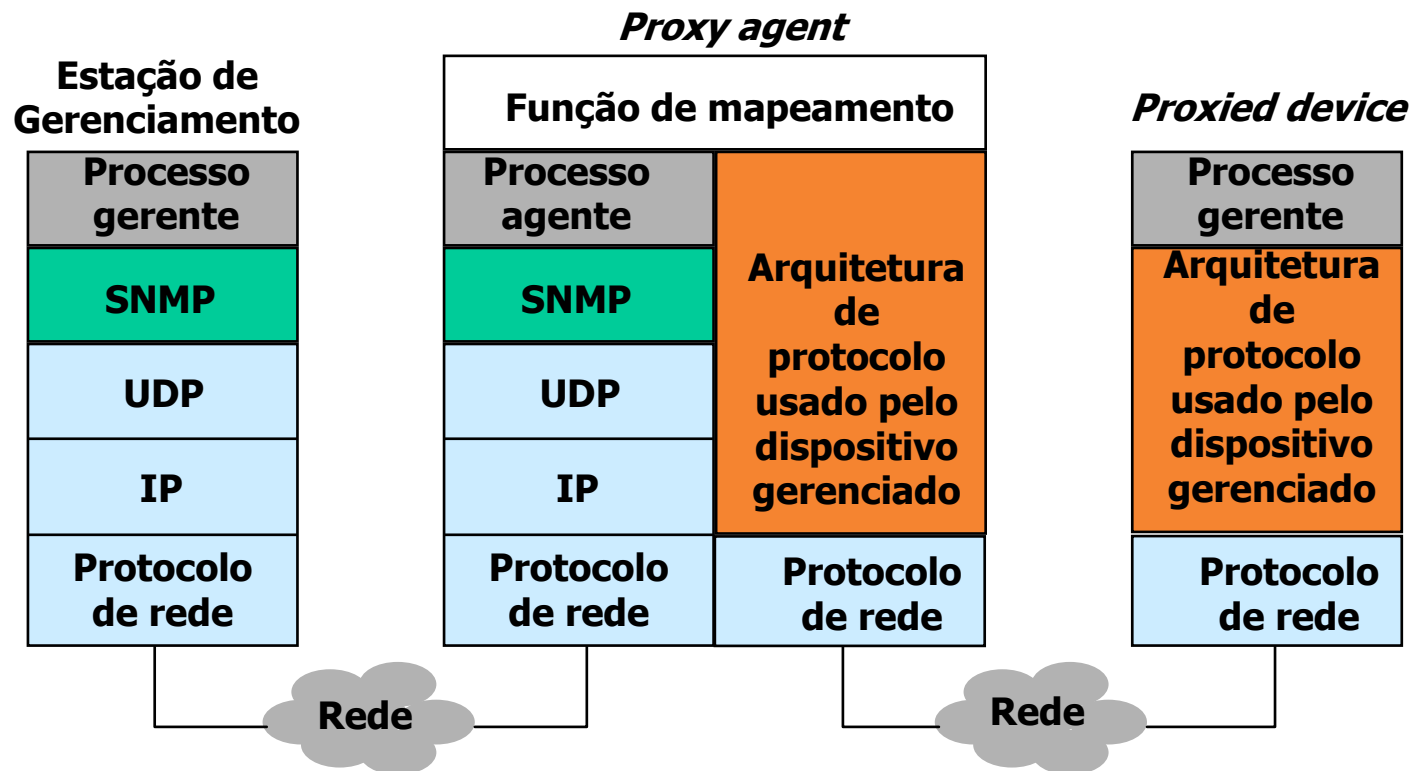 Proxy agent
Estação de
Gerenciamento
Função de mapeamento
Proxied device
Processo
gerente
SNMP
UDP
IP
Protocolo
de rede
Processo
agente
SNMP
UDP
IP
Protocolo
de rede
Arquitetura
de
protocolo
usado pelo
dispositivo
gerenciado
Protocolo
de rede
Processo
gerente
Arquitetura
de
protocolo
usado pelo
dispositivo
gerenciado
Protocolo
de rede
Rede
Rede